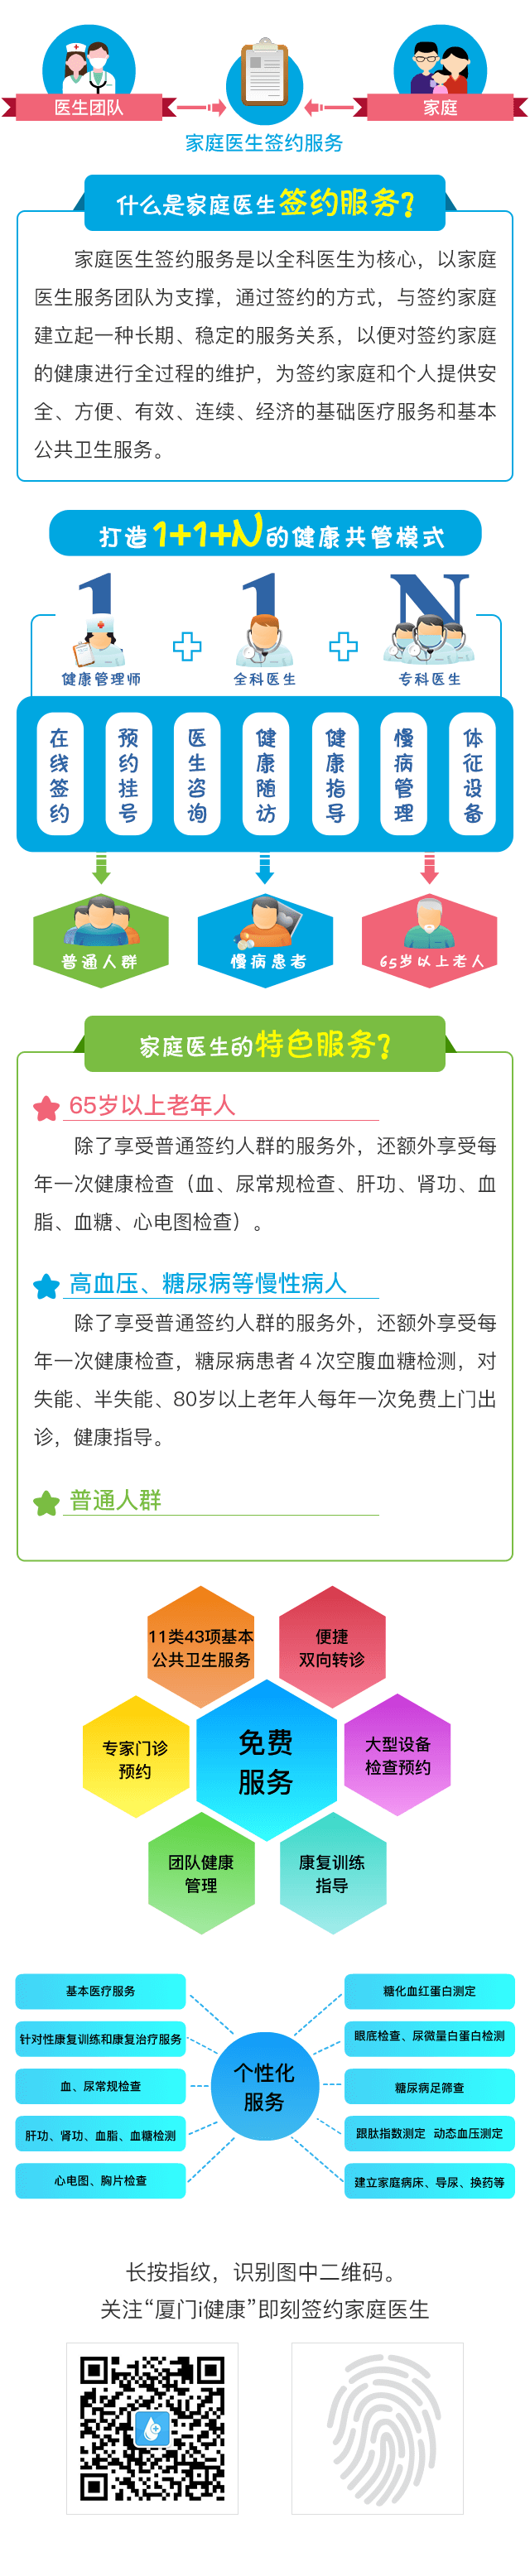 医生团队
家庭
家庭医生签约服务
什么是家庭医生签约服务?
家庭医生签约服务是以全科医生为核心，以家庭
医生服务团队为支撑，通过签约的方式，与签约家庭
建立起一种长期、稳定的服务关系，以便对签约家庭
的健康进行全过程的维护，为签约家庭和个人提供安
全、方便、有效、连续、经济的基础医疗服务和基本
公共卫生服务。
打造1+1+N的健康共管模式
1 + 1 + N
健康管理师
全科医生
专科医生
在线签约
预约挂号
医生咨询
健康随访
健康指导
慢病管理
体征设备
普通人群
慢病患者
65岁以上老人
家庭医生的特色服务?
65岁以上老年人
除了享受普通签约人群的服务外，还额外享受每
年一次健康检查（血、尿常规检查、肝功、肾功、血
脂、血糖、心电图检查）。
高血压、糖尿病等慢性病人
除了享受普通签约人群的服务外，还额外享受每
年一次健康检查，糖尿病患者４次空腹血糖检测，对
失能、半失能、80岁以上老年人每年一次免费上门出
诊，健康指导。
普通人群
11类43项基本
公共卫生服务
便捷
双向转诊
专家门诊
预约
免费
服务
大型设备
检查预约
团队健康
管理
康复训练
指导
基本医疗服务
针对性康复训练和康复治疗服务
血、尿常规检查
肝功、肾功、血脂、血糖检测
心电图、胸片检查
个性化
服务
糖化血红蛋白测定
眼底检查、尿微量白蛋白检测
糖尿病足筛查
跟肱指数测定 动态血压测定
建立家庭病床、导尿、换药等
长按指纹，识别图中二维码。
关注“厦门i健康”即刻签约家庭医生